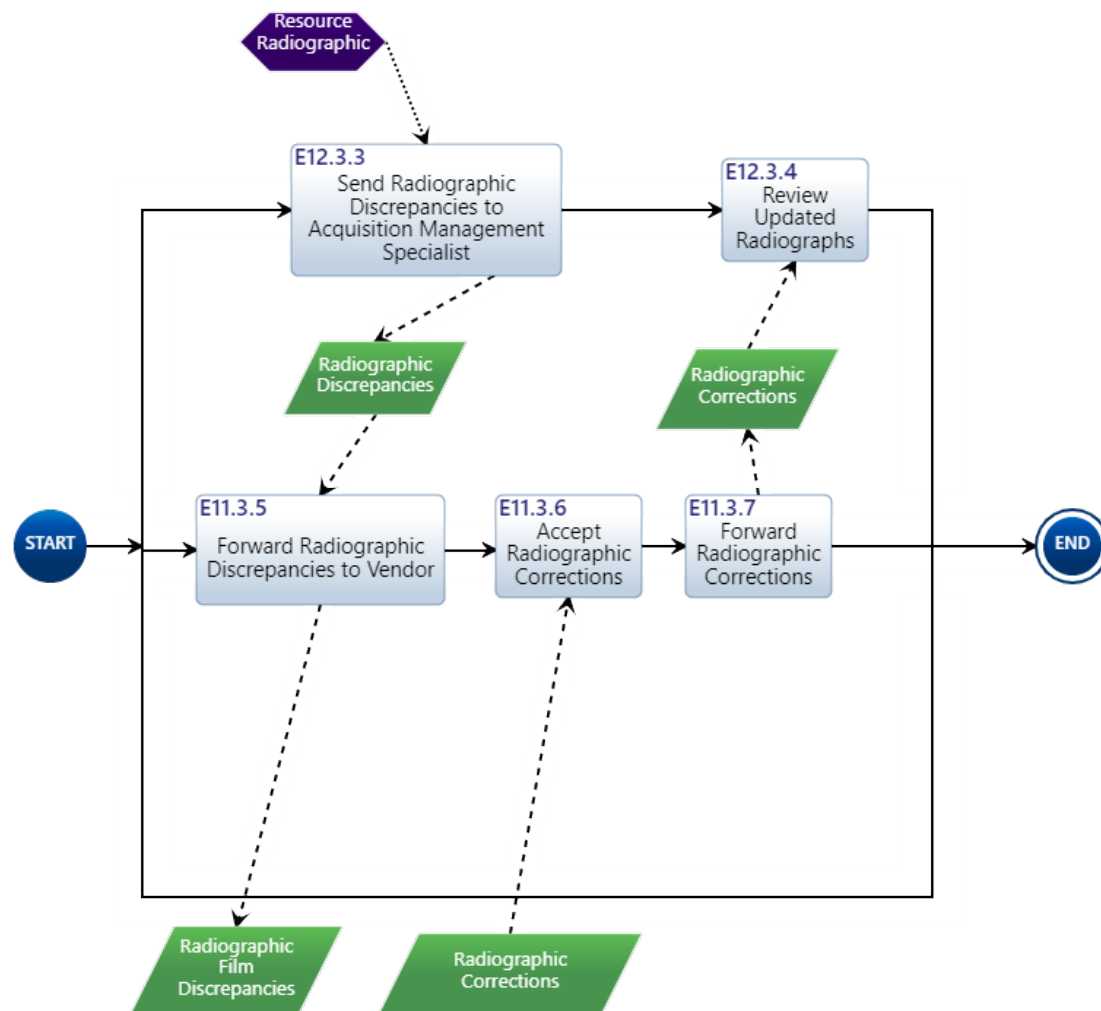 Resource
Radiographic
E12.3.3
Send Radiographic
Discrepancies to
Acquisition Management
Specialist
E12.3.4
Review
Updated
Radiographs
Radiographic
Discrepancies
Radiographic
Corrections
START
E11.3.5
Forward Radiographic
Discrepancies to Vendor
E11.3.6
Accept
Radiographic
Corrections
E11.3.7
Forward
Radiographic
Corrections
END
Radiographic
Film
Discrepancies
Radiographic
Corrections